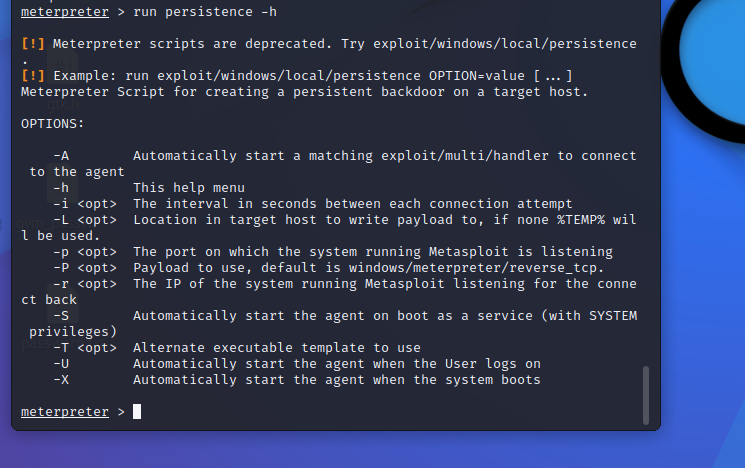 meterpreter > run persistence -h
[!] Meterpreter scripts are deprecated. Try exploit/windows/local/persistence
.
[!] Example: run exploit/windows/local/persistence OPTION=value [...]
Meterpreter Script for creating a persistent backdoor on a target host.
OPTIONS:
-A Automatically start a matching exploit/multi/handler to connect
to the agent
-h This help menu
-i <opt> The interval in seconds between each connection attempt
-L <opt> Location in target host to write payload to, if none %TEMP% wil
l be used.
-p <opt> The port on which the system running Metasploit is listening
-P <opt> Payload to use, default is windows/meterpreter/reverse_tcp.
-r <opt> The IP of the system running Metasploit listening for the conne
ct back
-S Automatically start the agent on boot as a service (with SYSTEM
privileges)
-T <opt> Alternate executable template to use
-U Automatically start the agent when the User logs on
-X Automatically start the agent when the system boots
meterpreter >